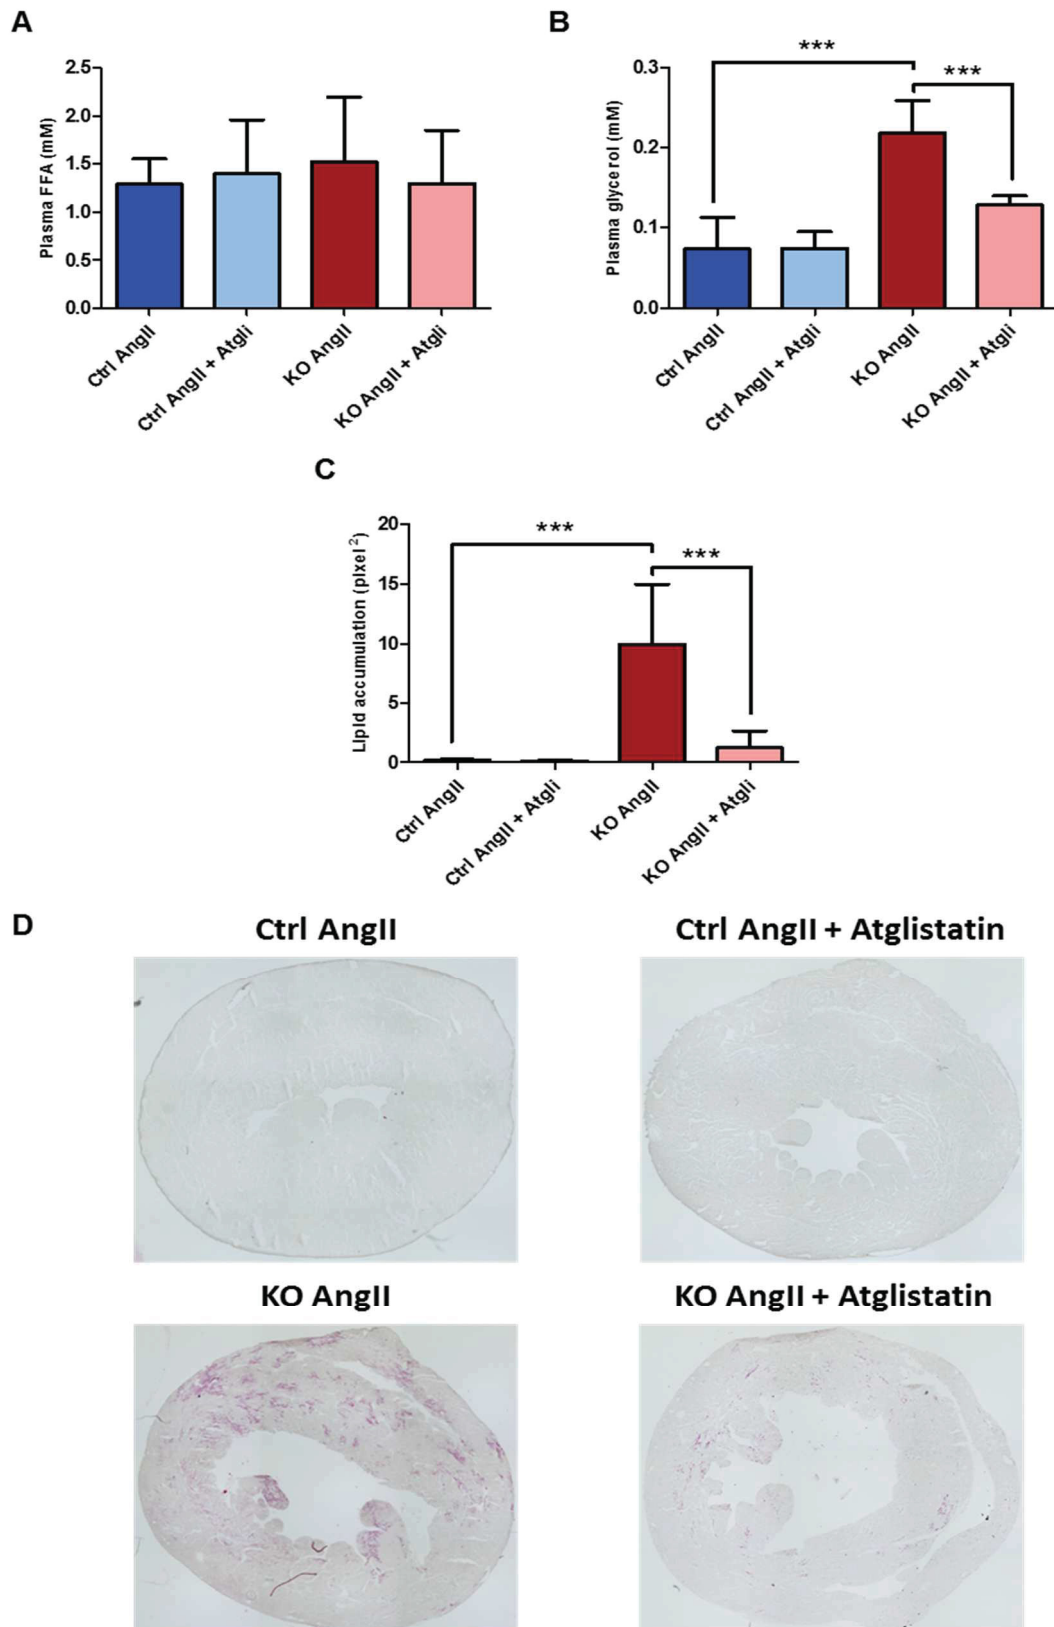 A
2.5
2.0
1.5
1.0
0.5
0.0
Plasma FFA (mM)
Ctrl AngII
Ctrl AngII + Atgli
KO AngII
KO AngII + Atgli
B
***
***
0.3
0.2
0.1
0.0
Plasma glycerol (mM)
Ctrl AngII
Ctrl AngII + Atgli
KO AngII
KO AngII + Atgli
C
***
***
20
15
10
5
0
Lipid accumulation (pixel²)
Ctrl AngII
Ctrl AngII + Atgli
KO AngII
KO AngII + Atgli
D
Ctrl AngII
Ctrl AngII + Atglistatin
KO AngII
KO AngII + Atglistatin